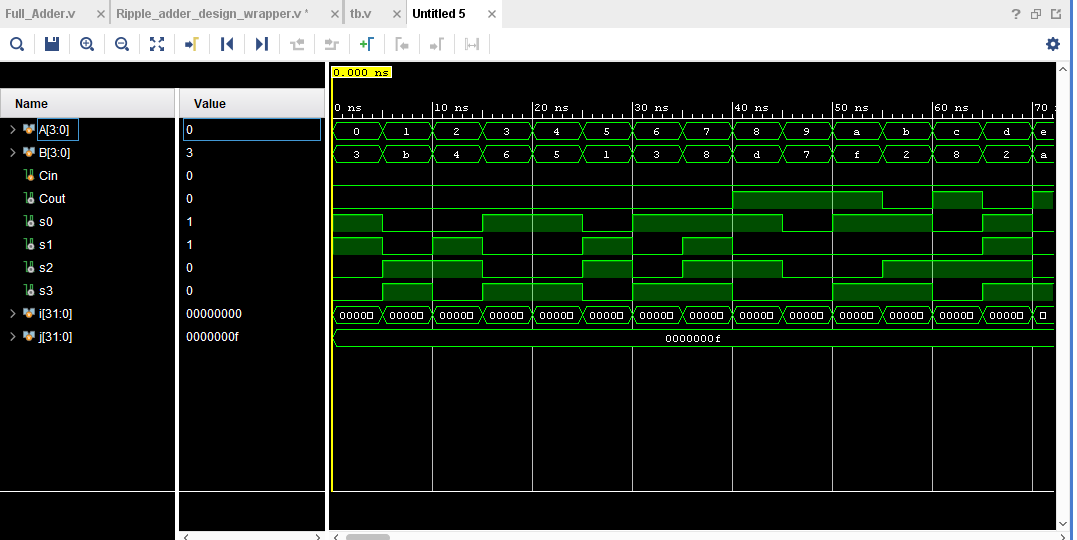 Full_Adder.v Ripple_adder_design_wrapper.v * tb.v Untitled 5
0.000 ns
Name Value
0 ns 10 ns 20 ns 30 ns 40 ns 50 ns 60 ns 70
A[3:0] 0 0 1 2 3 4 5 6 7 8 9 a b c d e
B[3:0] 3 3 b 4 6 5 1 3 8 d 7 f 2 8 2 a
Cin 0
Cout 0
s0 1
s1 1
s2 0
s3 0
i[31:0] 00000000 0000 0000 0000 0000 0000 0000 0000 0000 0000 0000 0000 0000 0000 0000
j[31:0] 0000000f 0000000f